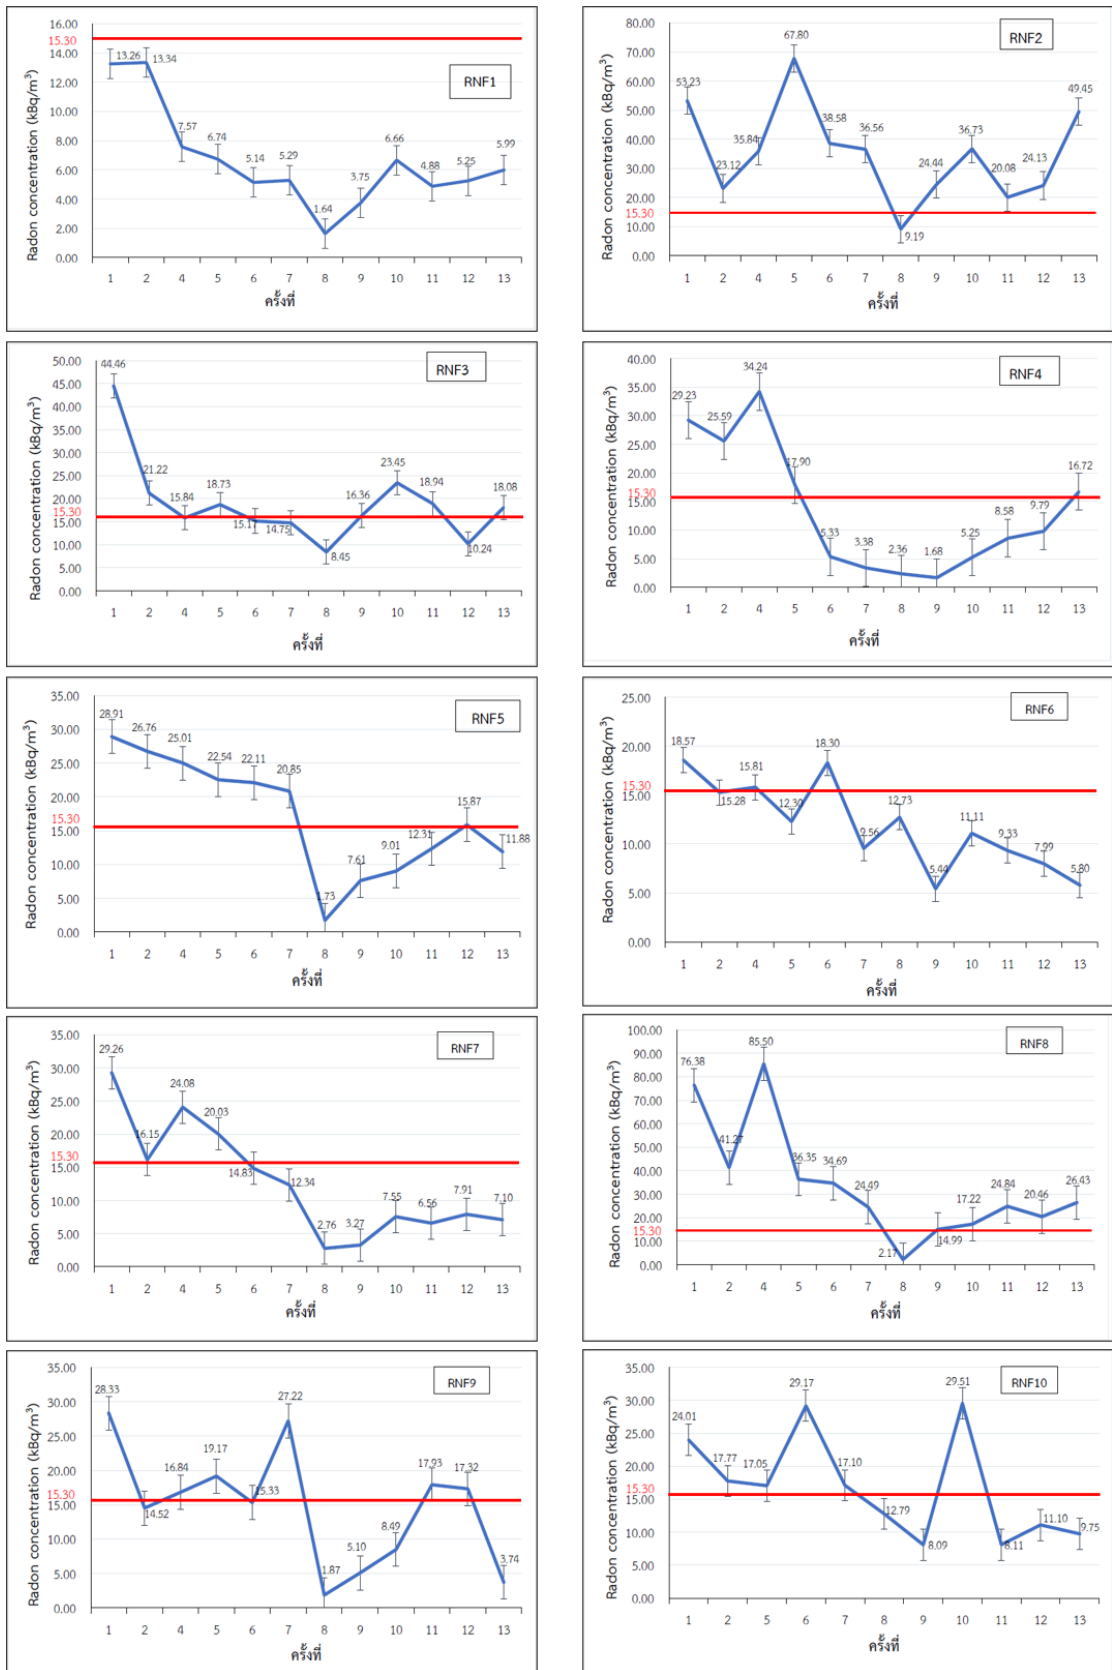 RNF1
Radon concentration (kBq/m³)
16.00
15.30
14.00
12.00
10.00
8.00
6.00
4.00
2.00
0.00
13.26 13.34 7.57 6.74 5.14 5.29 1.64 3.75 6.66 4.88 5.25 5.99
1 2 4 5 6 7 8 9 10 11 12 13
ครั้งที่
RNF2
Radon concentration (kBq/m³)
80.00
70.00
60.00
50.00
40.00
30.00
20.00
15.30
10.00
0.00
53.23 23.12 35.84 67.80 38.58 36.56 9.19 24.44 36.73 20.08 24.13 49.45
1 2 4 5 6 7 8 9 10 11 12 13
ครั้งที่
RNF3
Radon concentration (kBq/m³)
50.00
45.00
40.00
35.00
30.00
25.00
20.00
15.30
15.00
10.00
5.00
0.00
44.46 21.22 15.84 18.73 15.17 14.75 8.45 16.36 23.45 18.94 10.24 18.08
1 2 4 5 6 7 8 9 10 11 12 13
ครั้งที่
RNF4
Radon concentration (kBq/m³)
40.00
35.00
30.00
25.00
20.00
15.30
15.00
10.00
5.00
0.00
29.23 25.59 34.24 17.90 5.33 3.38 2.36 1.68 5.25 8.58 9.79 16.72
1 2 4 5 6 7 8 9 10 11 12 13
ครั้งที่
RNF5
Radon concentration (kBq/m³)
35.00
30.00
25.00
20.00
15.30
15.00
10.00
5.00
0.00
28.91 26.76 25.01 22.54 22.11 20.85 1.73 7.61 9.01 12.31 15.87 11.88
1 2 4 5 6 7 8 9 10 11 12 13
ครั้งที่
RNF6
Radon concentration (kBq/m³)
25.00
20.00
15.30
15.00
10.00
5.00
0.00
18.57 15.28 15.81 12.30 18.30 9.56 12.73 5.44 11.11 9.33 7.99 5.80
1 2 4 5 6 7 8 9 10 11 12 13
ครั้งที่
RNF7
Radon concentration (kBq/m³)
35.00
30.00
25.00
20.00
15.30
15.00
10.00
5.00
0.00
29.26 16.15 24.08 20.03 14.83 12.34 2.76 3.27 7.55 6.56 7.91 7.10
1 2 4 5 6 7 8 9 10 11 12 13
ครั้งที่
RNF8
Radon concentration (kBq/m³)
100.00
90.00
80.00
70.00
60.00
50.00
40.00
30.00
20.00
15.30
10.00
0.00
76.38 41.27 85.50 36.35 34.69 24.49 2.17 14.99 17.22 24.84 20.46 26.43
1 2 4 5 6 7 8 9 10 11 12 13
ครั้งที่
RNF9
Radon concentration (kBq/m³)
35.00
30.00
25.00
20.00
15.30
15.00
10.00
5.00
0.00
28.33 14.52 16.84 19.17 15.33 27.22 1.87 5.10 8.49 17.93 17.32 3.74
1 2 4 5 6 7 8 9 10 11 12 13
ครั้งที่
RNF10
Radon concentration (kBq/m³)
35.00
30.00
25.00
20.00
15.30
15.00
10.00
5.00
0.00
24.01 17.77 17.05 29.17 17.10 12.79 8.09 29.51 8.11 11.10 9.75
1 2 5 6 7 8 9 10 11 12 13
ครั้งที่